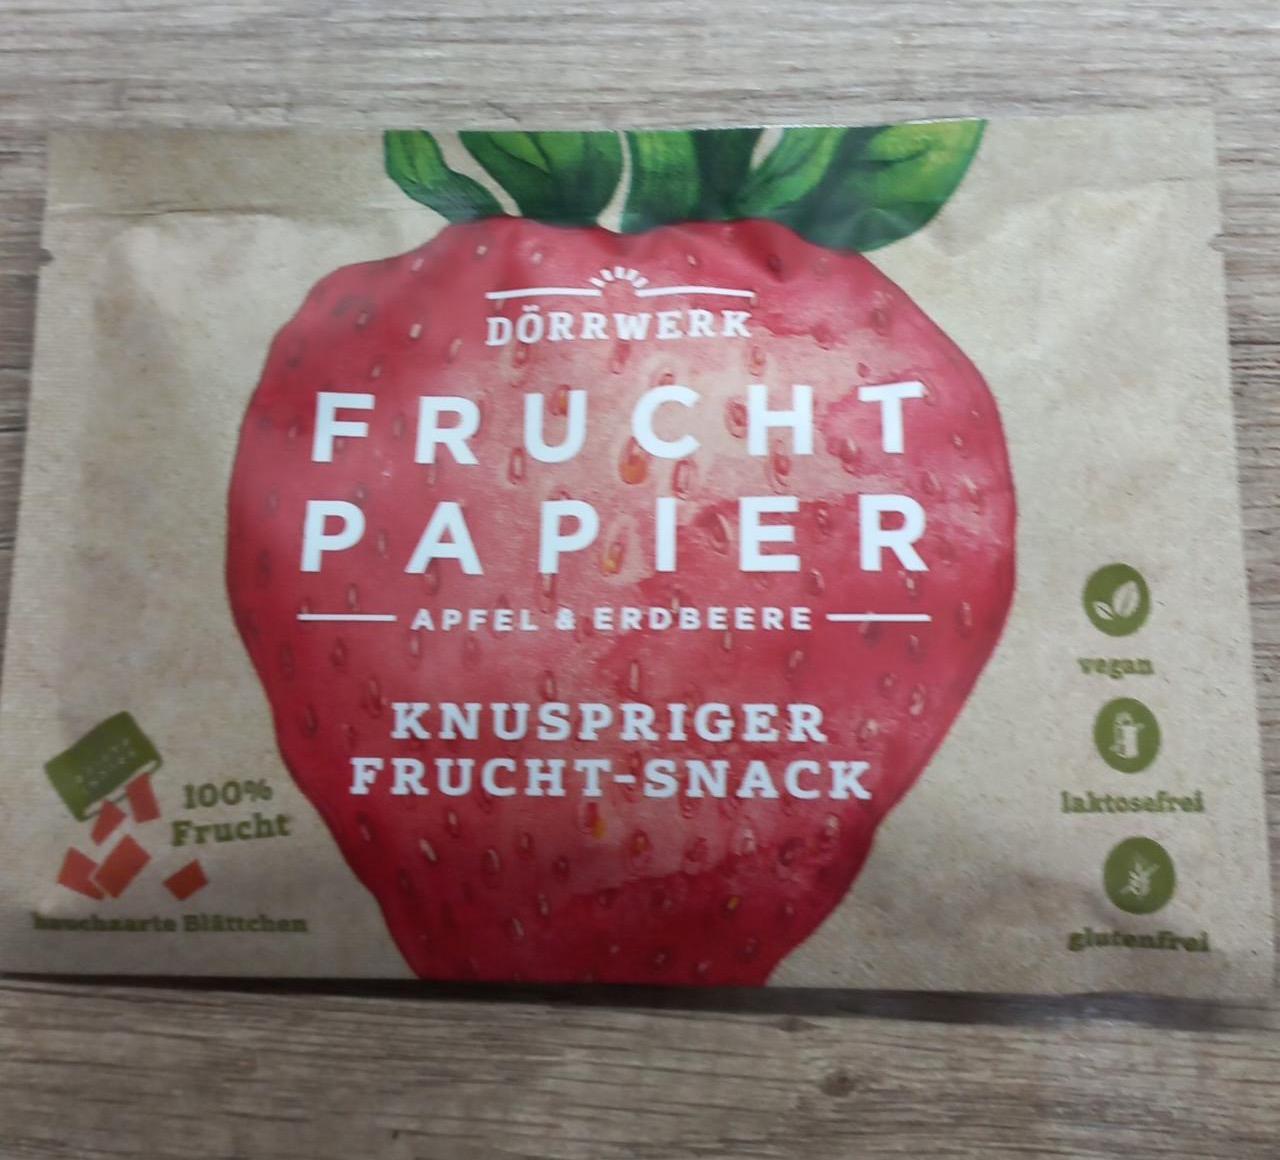 DÖRRWERK
FRUCHT
PAPIER
APFEL & ERDBEERE
KNUSPRIGER
FRUCHT-SNACK
100%
Frucht
hauchzarte Blättchen
vegan
laktosefrei
glutenfrei